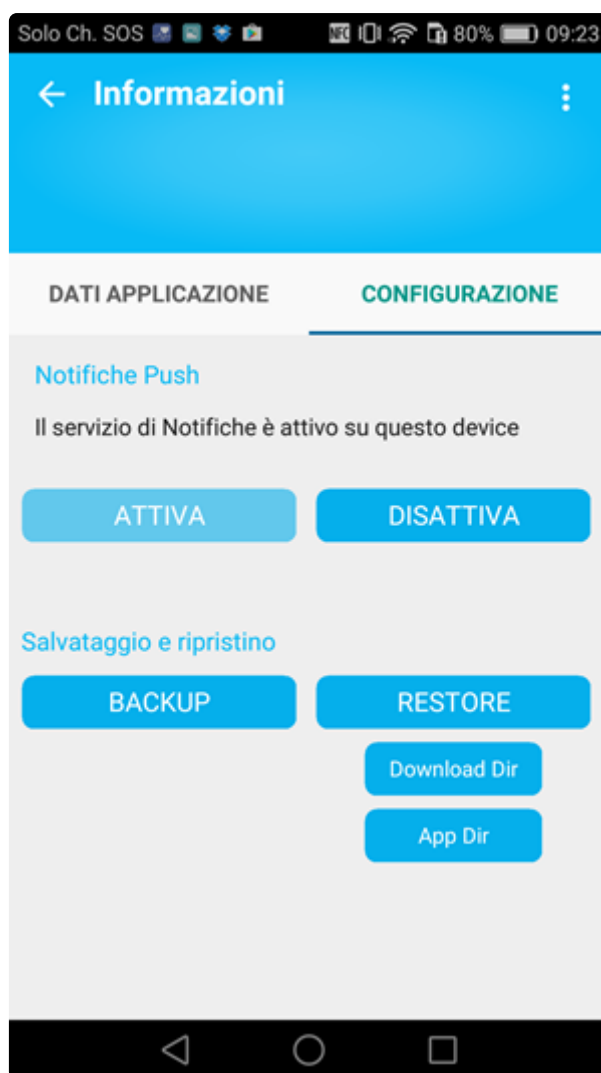 Solo Ch. SOS NFC 80% 09:23
Informazioni
DATI APPLICAZIONE CONFIGURAZIONE
Notifiche Push
Il servizio di Notifiche è attivo su questo device
ATTIVA DISATTIVA
Salvataggio e ripristino
BACKUP RESTORE
Download Dir
App Dir